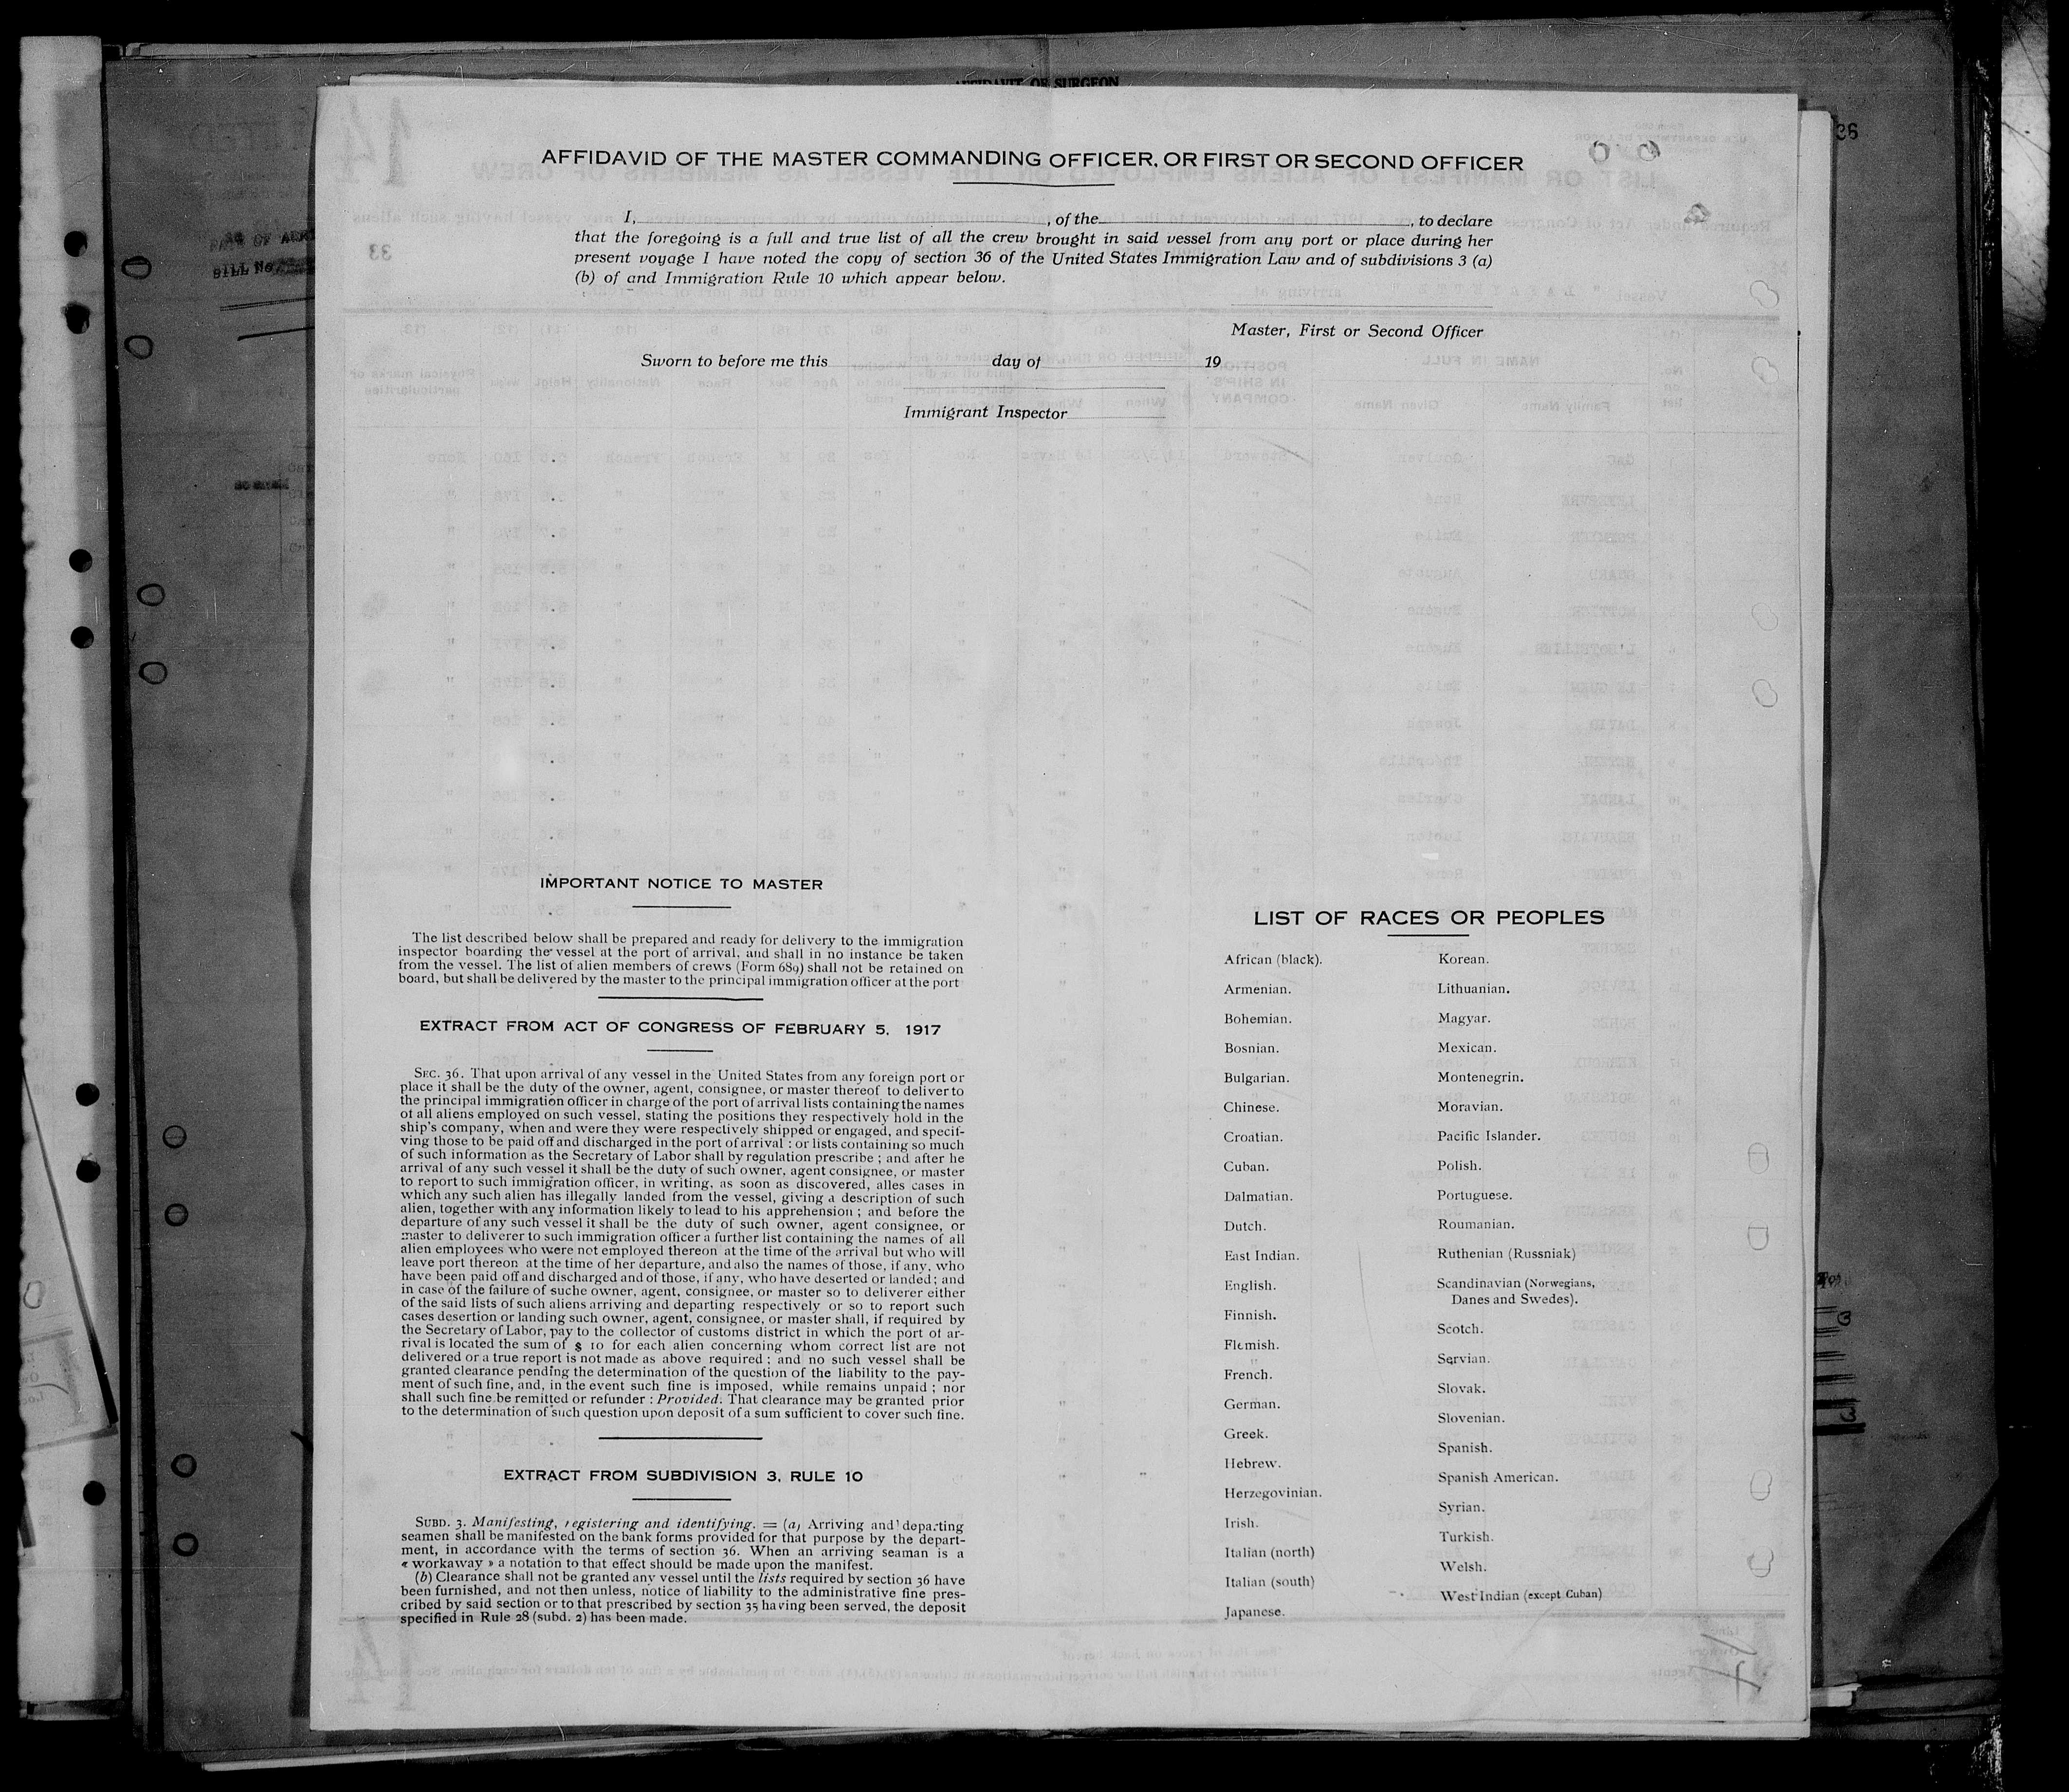 AFFIDAVIT OF SURGEON
36
AFFIDAVID OF THE MASTER COMMANDING OFFICER, OR FIRST OR SECOND OFFICER
I, , of the , to declare
that the foregoing is a full and true list of all the crew brought in said vessel from any port or place during her
present voyage I have noted the copy of section 36 of the United States Immigration Law and of subdivisions 3 (a)
(b) of and Immigration Rule 10 which appear below.
Master, First or Second Officer
Sworn to before me this day of 19
Immigrant Inspector
IMPORTANT NOTICE TO MASTER
The list described below shall be prepared and ready for delivery to the immigration
inspector boarding the vessel at the port of arrival, and shall in no instance be taken
from the vessel. The list of alien members of crews (Form 689) shall not be retained on
board, but shall be delivered by the master to the principal immigration officer at the port
EXTRACT FROM ACT OF CONGRESS OF FEBRUARY 5, 1917
SEC. 36. That upon arrival of any vessel in the United States from any foreign port or
place it shall be the duty of the owner, agent, consignee, or master thereof to deliver to
the principal immigration officer in charge of the port of arrival lists containing the names
of all aliens employed on such vessel, stating the positions they respectively hold in the
ship's company, when and were they were respectively shipped or engaged, and specif-
ving those to be paid off and discharged in the port of arrival : or lists containing so much
of such information as the Secretary of Labor shall by regulation prescribe ; and after he
arrival of any such vessel it shall be the duty of such owner, agent consignee, or master
to report to such immigration officer, in writing, as soon as discovered, alles cases in
which any such alien has illegally landed from the vessel, giving a description of such
alien, together with any information likely to lead to his apprehension ; and before the
departure of any such vessel it shall be the duty of such owner, agent consignee, or
master to deliverer to such immigration officer a further list containing the names of all
alien employees who were not employed thereon at the time of the arrival but who will
leave port thereon at the time of her departure, and also the names of those, if any, who
have been paid off and discharged and of those, if any, who have deserted or landed ; and
in case of the failure of suche owner, agent, consignee, or master so to deliverer either
of the said lists of such aliens arriving and departing respectively or so to report such
cases desertion or landing such owner, agent, consignee, or master shall, if required by
the Secretary of Labor, pay to the collector of customs district in which the port of ar-
rival is located the sum of $ 10 for each alien concerning whom correct list are not
delivered or a true report is not made as above required ; and no such vessel shall be
granted clearance pending the determination of the question of the liability to the pay-
ment of such fine, and, in the event such fine is imposed, while remains unpaid ; nor
shall such fine be remitted or refunder : Provided. That clearance may be granted prior
to the determination of such question upon deposit of a sum sufficient to cover such fine.
EXTRACT FROM SUBDIVISION 3, RULE 10
SUBD. 3. Manifesting, registering and identifying. = (a) Arriving and departing
seamen shall be manifested on the bank forms provided for that purpose by the depart-
ment, in accordance with the terms of section 36. When an arriving seaman is a
« workaway » a notation to that effect should be made upon the manifest.
(b) Clearance shall not be granted any vessel until the lists required by section 36 have
been furnished, and not then unless, notice of liability to the administrative fine pres-
cribed by said section or to that prescribed by section 35 having been served, the deposit
specified in Rule 28 (subd. 2) has been made.
LIST OF RACES OR PEOPLES
African (black).
Armenian.
Bohemian.
Bosnian.
Bulgarian.
Chinese.
Croatian.
Cuban.
Dalmatian.
Dutch.
East Indian.
English.
Finnish.
Flemish.
French.
German.
Greek.
Hebrew.
Herzegovinian.
Irish.
Italian (north)
Italian (south)
Japanese.
Korean.
Lithuanian.
Magyar.
Mexican.
Montenegrin.
Moravian.
Pacific Islander.
Polish.
Portuguese.
Roumanian.
Ruthenian (Russniak)
Scandinavian (Norwegians,
Danes and Swedes).
Scotch.
Servian.
Slovak.
Slovenian.
Spanish.
Spanish American.
Syrian.
Turkish.
Welsh.
West Indian (except Cuban)